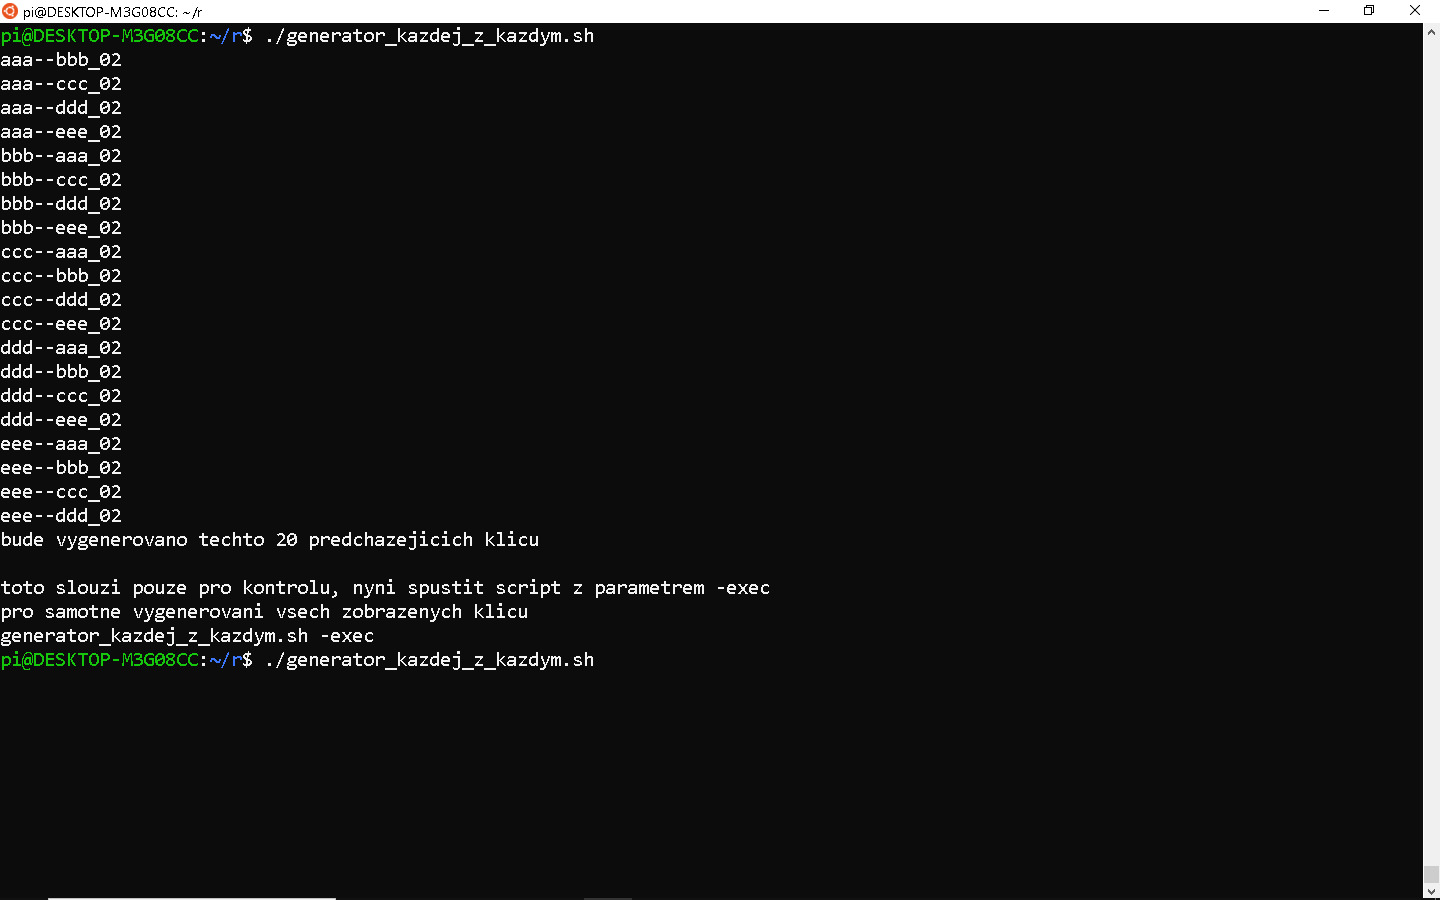 pi@DESKTOP-M3G08CC: ~/r
pi@DESKTOP-M3G08CC:~/r$ ./generator_kazdej_z_kazdym.sh
aaa--bbb_02
aaa--ccc_02
aaa--ddd_02
aaa--eee_02
bbb--aaa_02
bbb--ccc_02
bbb--ddd_02
bbb--eee_02
ccc--aaa_02
ccc--bbb_02
ccc--ddd_02
ccc--eee_02
ddd--aaa_02
ddd--bbb_02
ddd--ccc_02
ddd--eee_02
eee--aaa_02
eee--bbb_02
eee--ccc_02
eee--ddd_02
bude vygenerovano techto 20 predchazejicich klicu
toto slouzi pouze pro kontrolu, nyni spustit script z parametrem -exec
pro samotne vygenerovani vsech zobrazenych klicu
generator_kazdej_z_kazdym.sh -exec
pi@DESKTOP-M3G08CC:~/r$ ./generator_kazdej_z_kazdym.sh